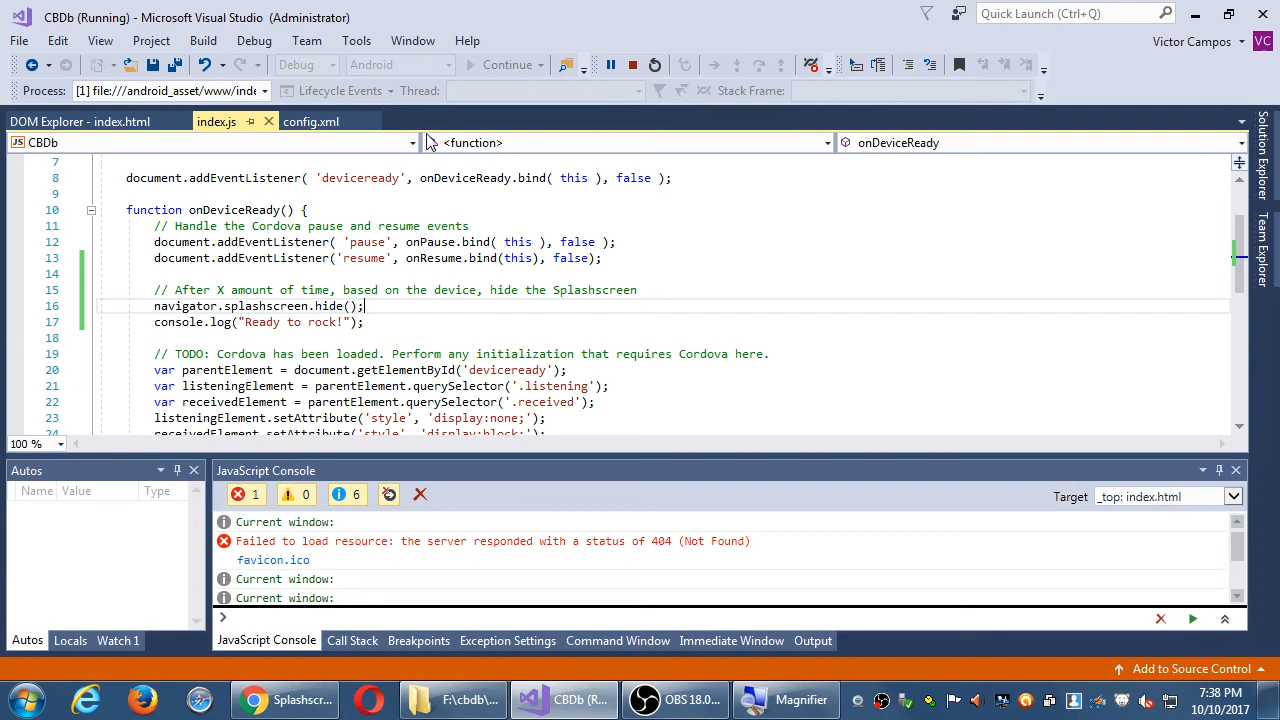 CBDb (Running) - Microsoft Visual Studio (Administrator)
Quick Launch (Ctrl+Q)
File Edit View Project Build Debug Team Tools Window Help
Victor Campos VC
Debug Android Continue
Process: [1] file:///android_asset/www/inde Lifecycle Events Thread: Stack Frame:
DOM Explorer - index.html index.js config.xml
JS CBDb <function> onDeviceReady
7
8 document.addEventListener( 'deviceready', onDeviceReady.bind( this ), false );
9
10 function onDeviceReady() {
11 // Handle the Cordova pause and resume events
12 document.addEventListener( 'pause', onPause.bind( this ), false );
13 document.addEventListener('resume', onResume.bind(this), false);
14
15 // After X amount of time, based on the device, hide the Splashscreen
16 navigator.splashscreen.hide();
17 console.log("Ready to rock!");
18
19 // TODO: Cordova has been loaded. Perform any initialization that requires Cordova here.
20 var parentElement = document.getElementById('deviceready');
21 var listeningElement = parentElement.querySelector('.listening');
22 var receivedElement = parentElement.querySelector('.received');
23 listeningElement.setAttribute('style', 'display:none;');
24 receivedElement.setAttribute('style', 'display:block;');
100 %
Solution Explorer
Team Explorer
Autos
Name Value Type
JavaScript Console
1 0 6
Target _top: index.html
Current window:
Failed to load resource: the server responded with a status of 404 (Not Found)
favicon.ico
Current window:
Current window:
Autos Locals Watch 1
JavaScript Console Call Stack Breakpoints Exception Settings Command Window Immediate Window Output
Add to Source Control
Splashscr... F:\cbdb\... CBDb (R... OBS 18.0... Magnifier
7:38 PM
10/10/2017